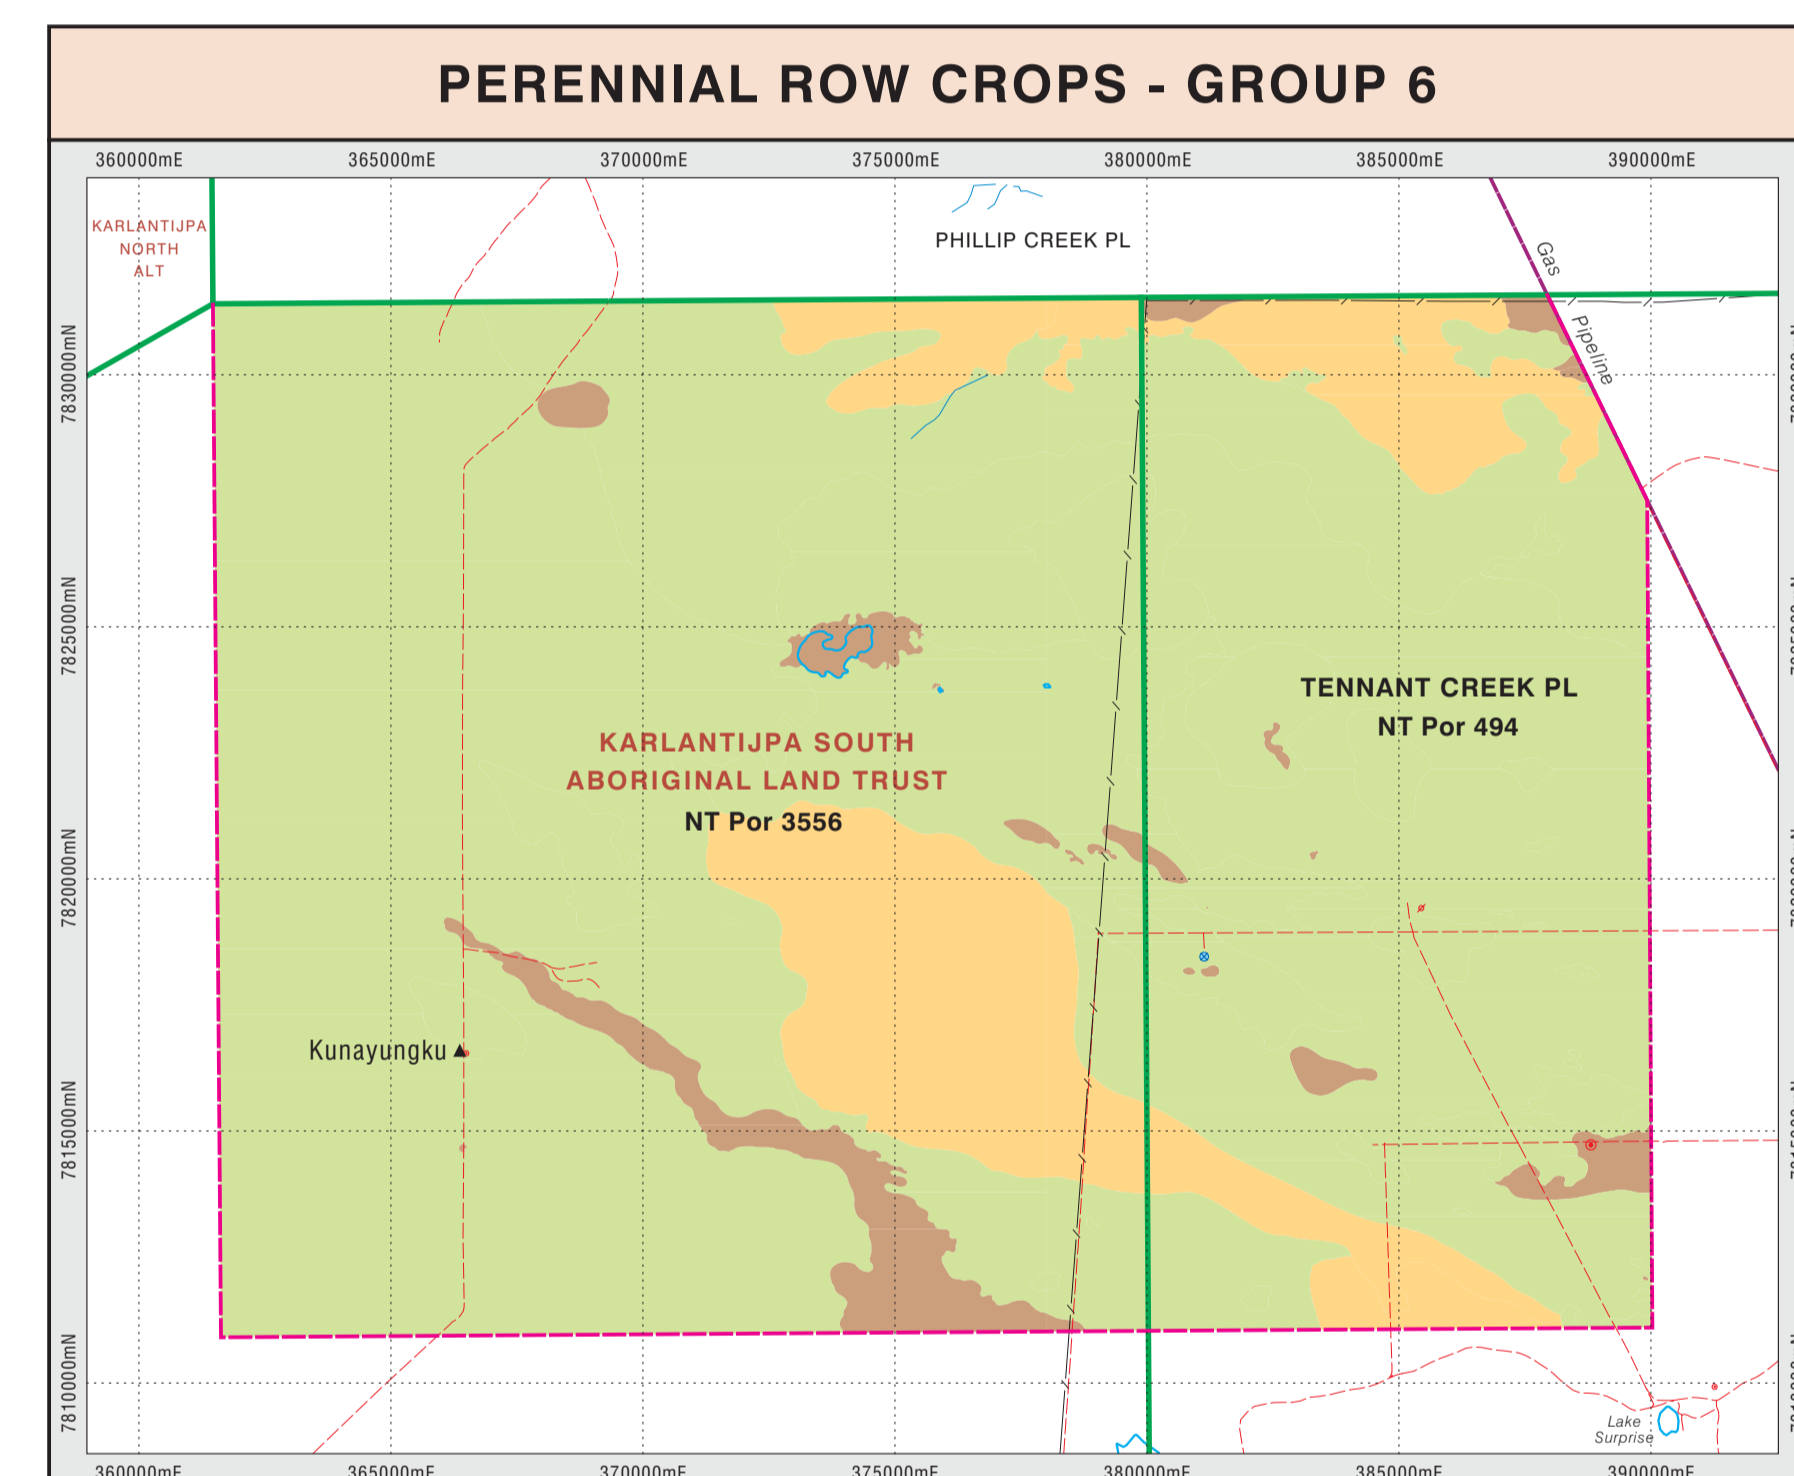 PERENNIAL ROW CROPS - GROUP 6
360000mE 365000mE 370000mE 375000mE 380000mE 385000mE 390000mE
KARLANTIJPA
NORTH
ALT
PHILLIP CREEK PL
Gas
Pipeline
7830000mN
7825000mN
TENNANT CREEK PL
NT Por 494
KARLANTIJPA SOUTH
ABORIGINAL LAND TRUST
NT Por 3556
7820000mN
Kunayungku
7815000mN
7810000mN
Lake
Surprise
360000mE 365000mE 370000mE 375000mE 380000mE 385000mE 390000mE